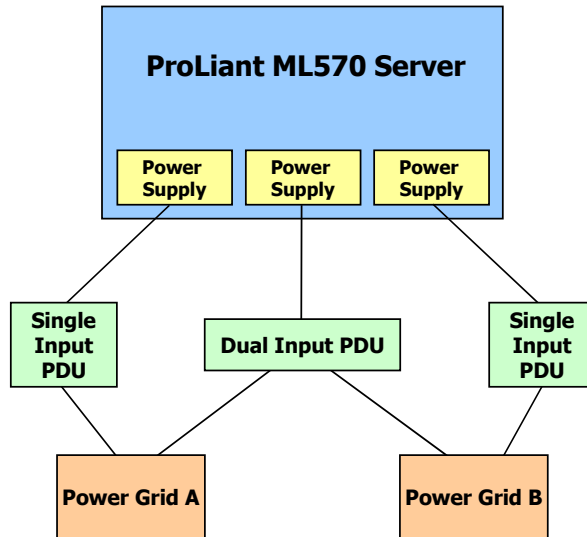 ProLiant ML570 Server
Power
Supply
Power
Supply
Power
Supply
Single
Input
PDU
Dual Input PDU
Single
Input
PDU
Power Grid A
Power Grid B